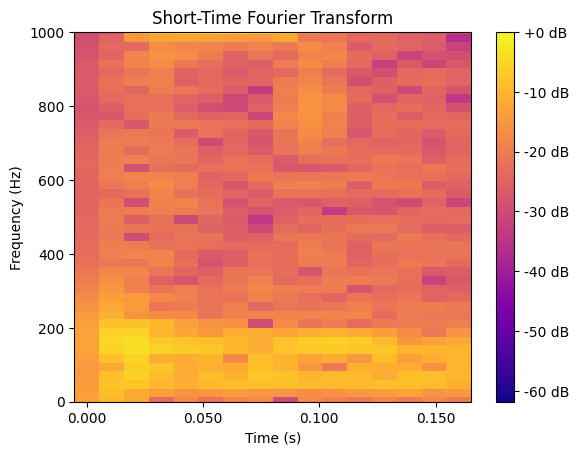 Short-Time Fourier Transform
Frequency (Hz)
1000
800
600
400
200
0
0.000
0.050
0.100
0.150
Time (s)
+0 dB
-10 dB
-20 dB
-30 dB
-40 dB
-50 dB
-60 dB